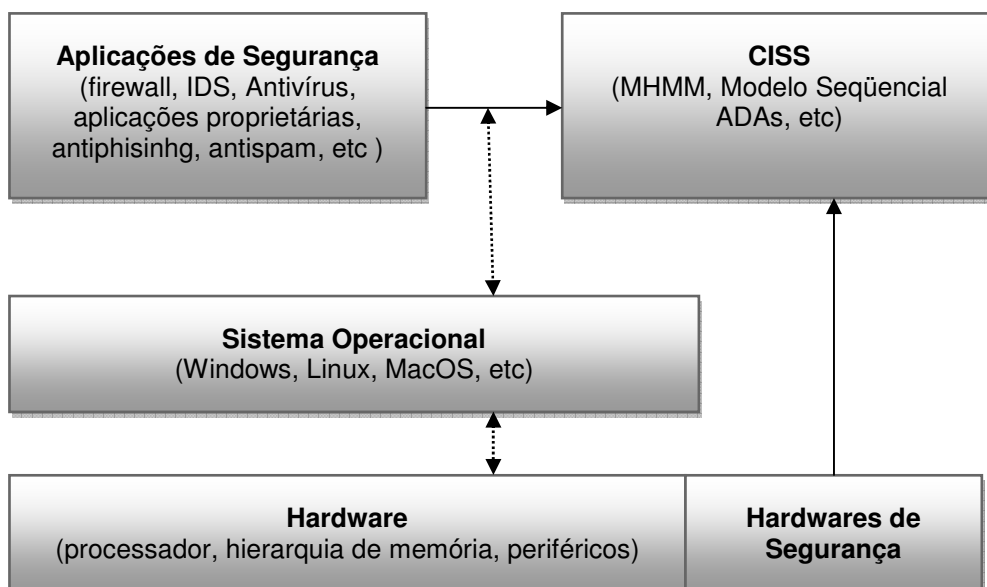 Aplicações de Segurança
(firewall, IDS, Antivírus,
aplicações proprietárias,
antiphisinhg, antispam, etc )
CISS
(MHMM, Modelo Seqüencial
ADAs, etc)
Sistema Operacional
(Windows, Linux, MacOS, etc)
Hardware
(processador, hierarquia de memória, periféricos)
Hardwares de
Segurança